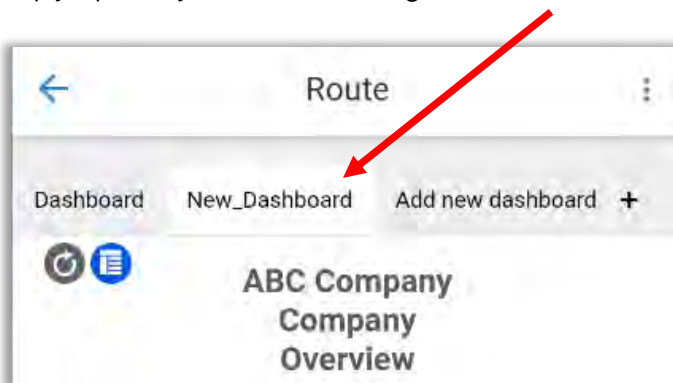 Route
Dashboard New_Dashboard Add new dashboard +
ABC Company
Company
Overview